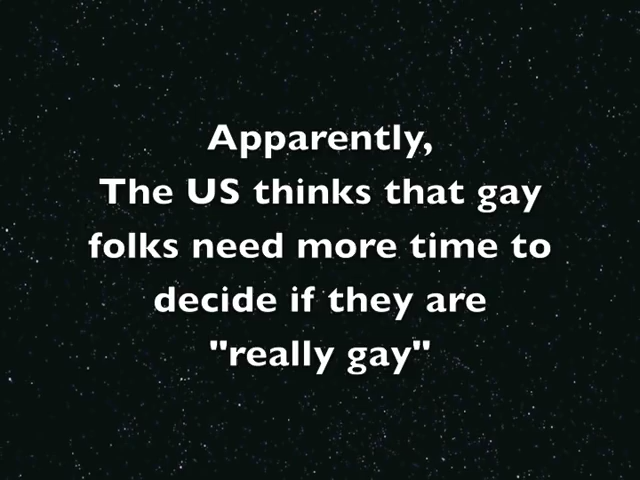 Apparently,
The US thinks that gay
folks need more time to
decide if they are
"really gay"